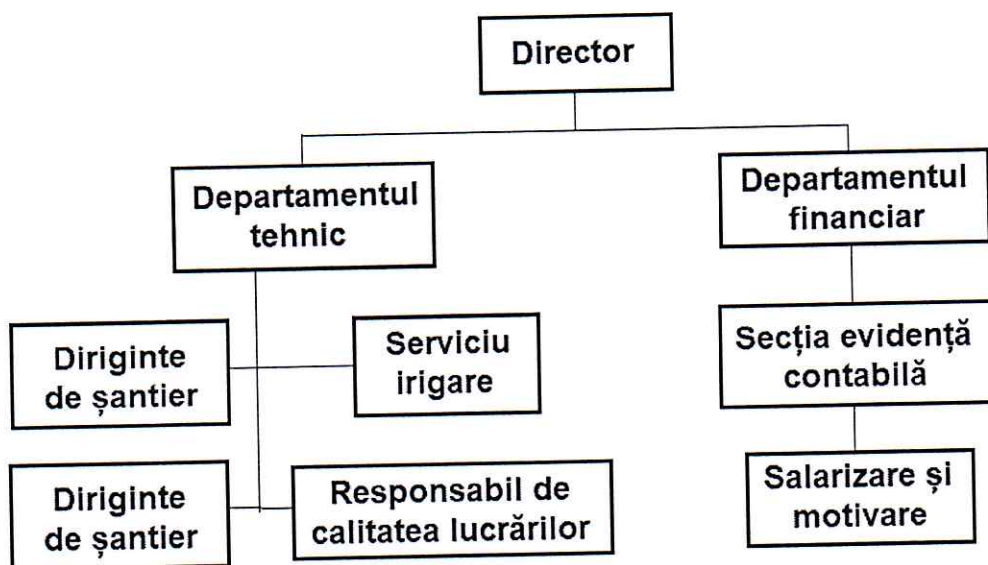 Director
Departamentul
tehnic
Departamentul
financiar
Diriginte
de șantier
Serviciu
irigare
Secția evidență
contabilă
Diriginte
de șantier
Responsabil de
calitatea lucrărilor
Salarizare și
motivare